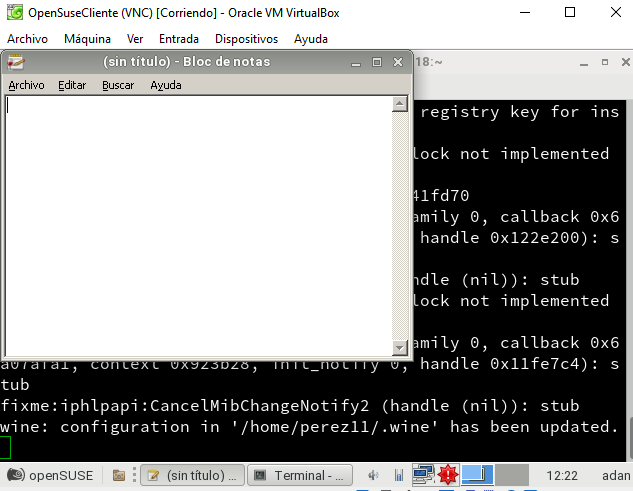 OpenSuseCliente (VNC) [Corriendo] - Oracle VM VirtualBox
Archivo Máquina Ver Entrada Dispositivos Ayuda
(sin título) - Bloc de notas
18:~
Archivo Editar Buscar Ayuda
registry key for ins
lock not implemented
41fd70
amily 0, callback 0x6
handle 0x122e200): s
ndle (nil)): stub
lock not implemented
amily 0, callback 0x6
a07afa1, context 0x923b28, init_notify 0, handle 0x11fe7c4): s
tub
fixme:iphlpapi:CancelMibChangeNotify2 (handle (nil)): stub
wine: configuration in '/home/perez11/.wine' has been updated.
openSUSE (sin título) ... Terminal - ... 12:22 adan